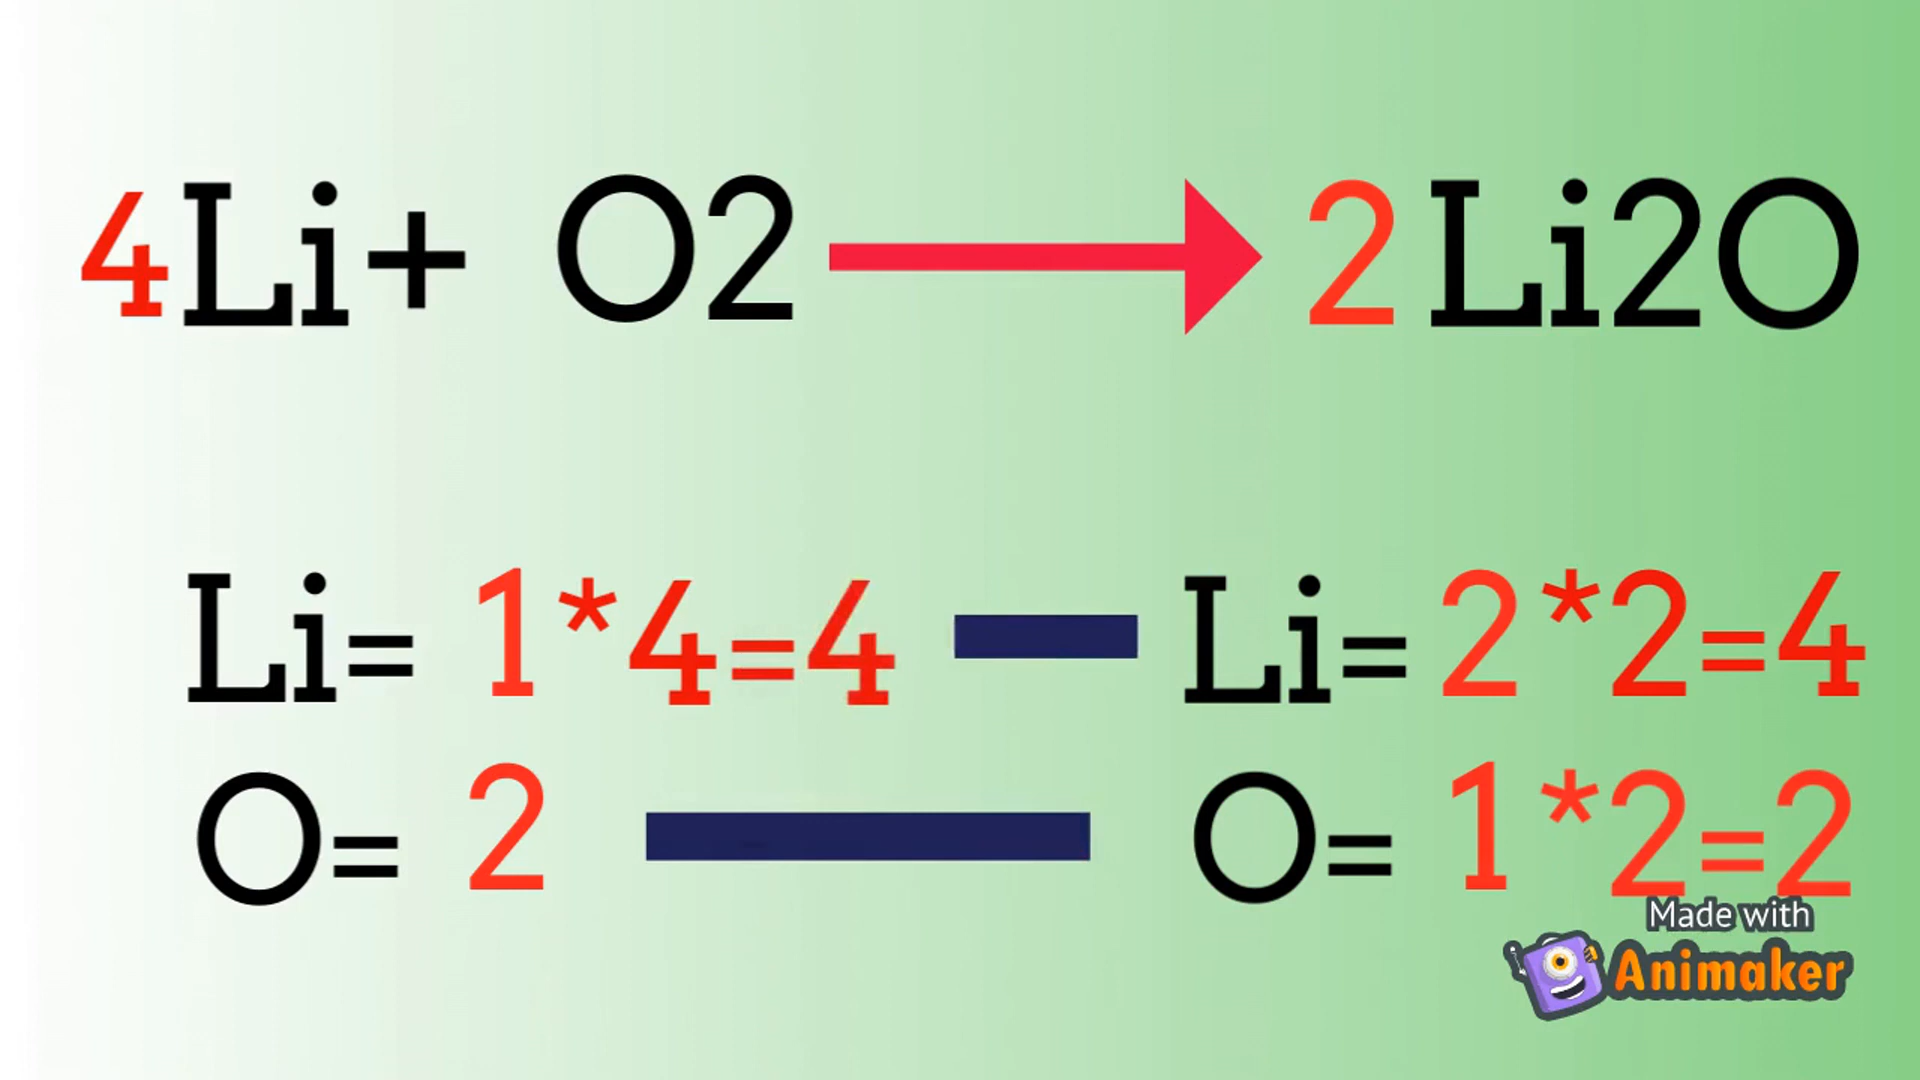 4Li+ O2 2Li2O
Li= 1*4=4 Li= 2*2=4
O= 2 O= 1*2=2
Made with
Animaker